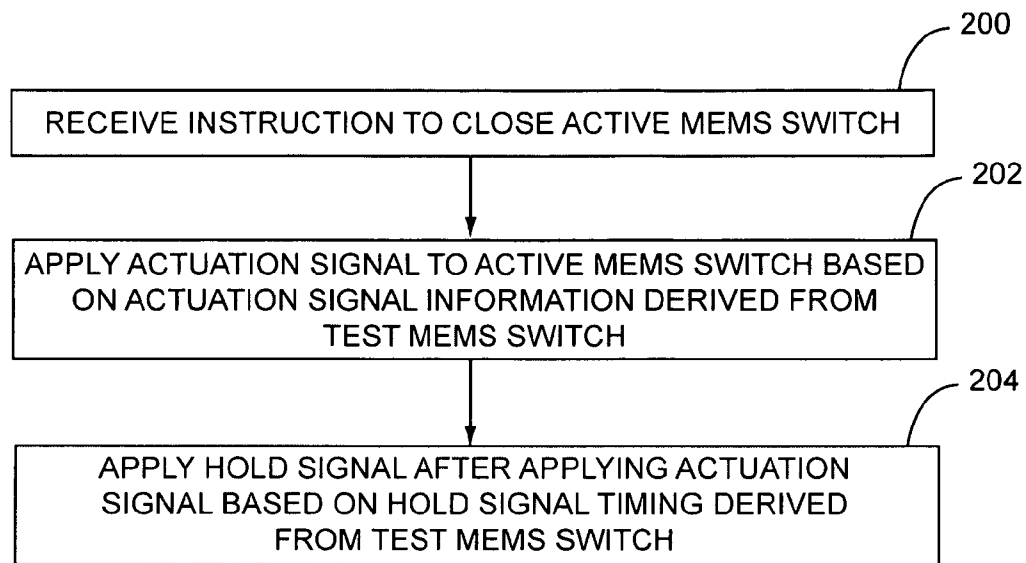 200
RECEIVE INSTRUCTION TO CLOSE ACTIVE MEMS SWITCH
202
APPLY ACTUATION SIGNAL TO ACTIVE MEMS SWITCH BASED
ON ACTUATION SIGNAL INFORMATION DERIVED FROM
TEST MEMS SWITCH
204
APPLY HOLD SIGNAL AFTER APPLYING ACTUATION
SIGNAL BASED ON HOLD SIGNAL TIMING DERIVED
FROM TEST MEMS SWITCH